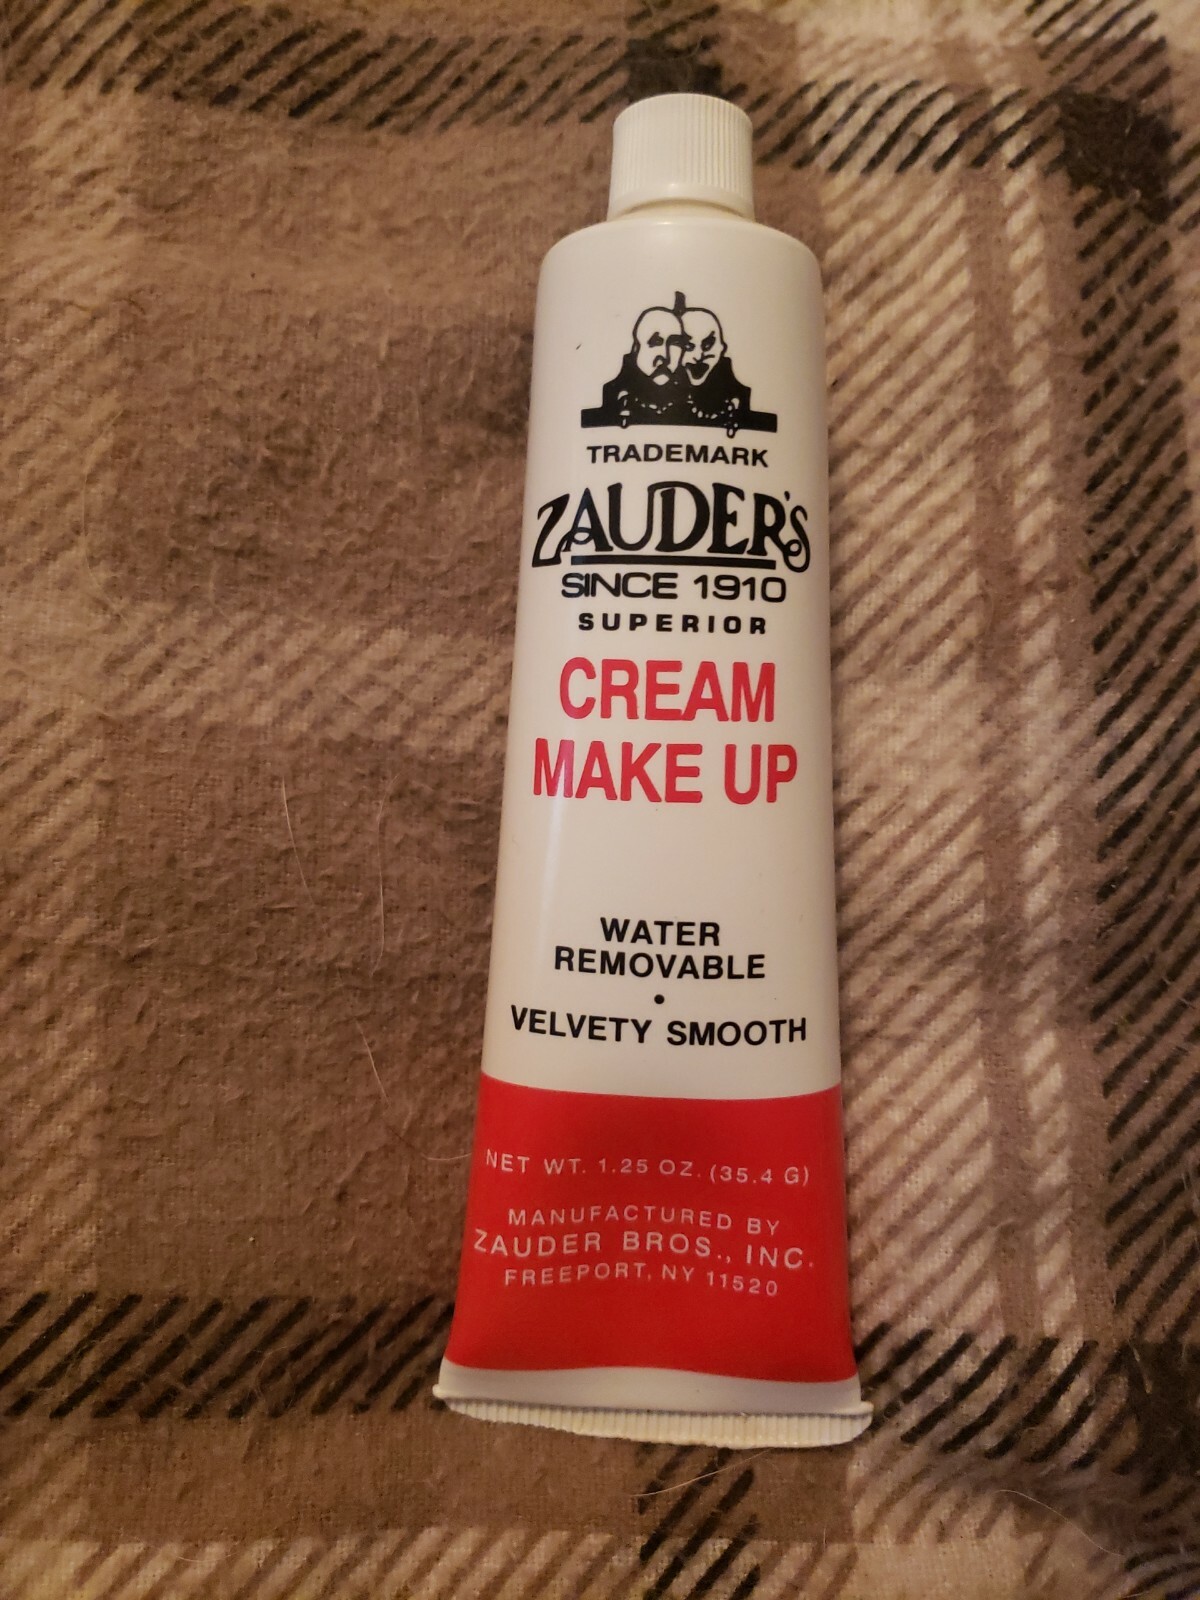 TRADEMARK
ZAUDER'S
SINCE 1910
SUPERIOR
CREAM
MAKE UP
WATER
REMOVABLE
•
VELVETY SMOOTH
NET WT. 1.25 OZ. (35.4 G)
MANUFACTURED BY
ZAUDER BROS., INC.
FREEPORT, NY 11520